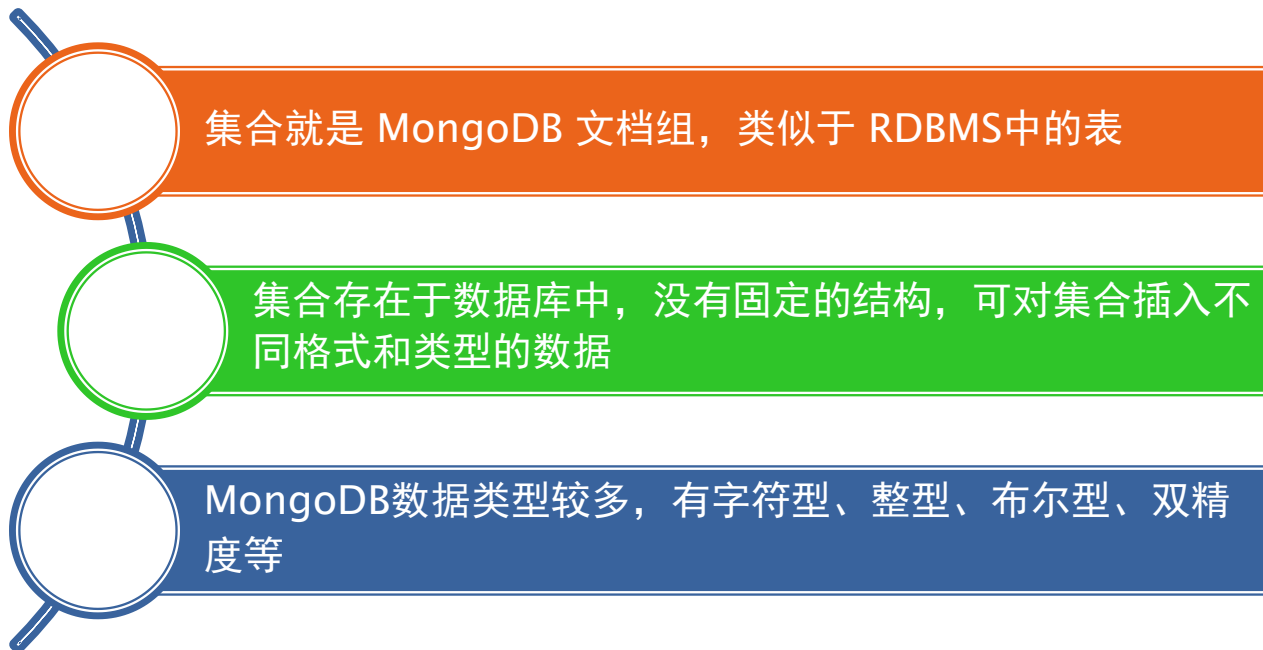 集合就是 MongoDB 文档组，类似于 RDBMS中的表
集合存在于数据库中，没有固定的结构，可对集合插入不
同格式和类型的数据
MongoDB数据类型较多，有字符型、整型、布尔型、双精
度等